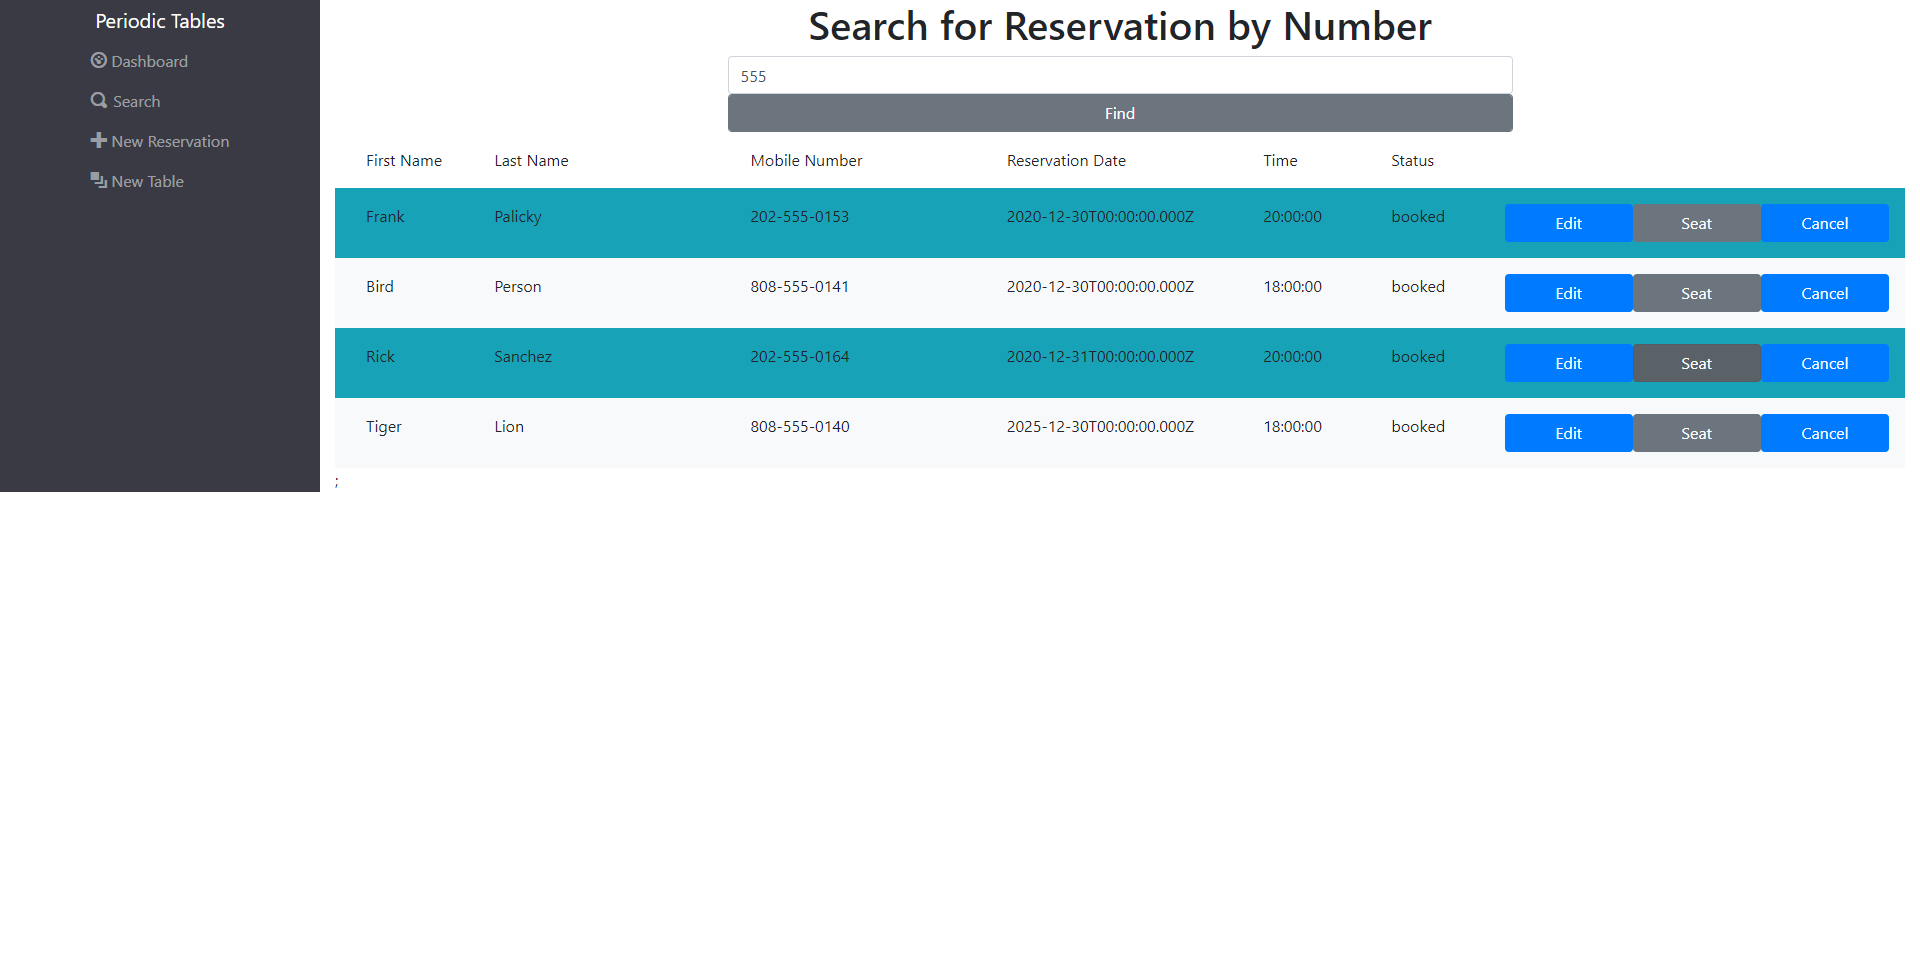 Periodic Tables
Dashboard
Search
New Reservation
New Table
Search for Reservation by Number
555
Find
First Name Last Name Mobile Number Reservation Date Time Status
Frank Palicky 202-555-0153 2020-12-30T00:00:00.000Z 20:00:00 booked Edit Seat Cancel
Bird Person 808-555-0141 2020-12-30T00:00:00.000Z 18:00:00 booked Edit Seat Cancel
Rick Sanchez 202-555-0164 2020-12-31T00:00:00.000Z 20:00:00 booked Edit Seat Cancel
Tiger Lion 808-555-0140 2025-12-30T00:00:00.000Z 18:00:00 booked Edit Seat Cancel
;